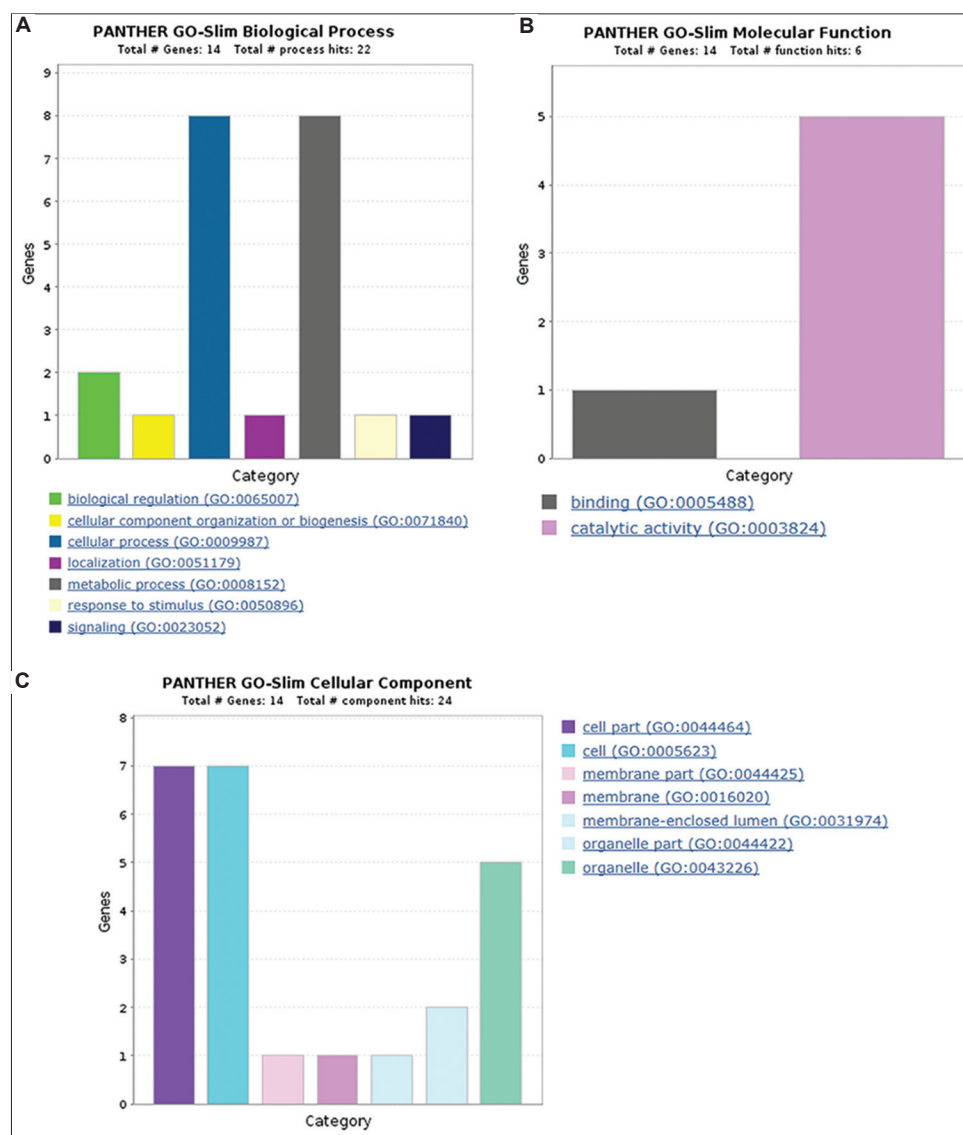 A
PANTHER GO-Slim Biological Process
Total # Genes: 14 Total # process hits: 22
9
8
7
6
5
4
3
2
1
0
Genes
Category
biological regulation (GO:0065007)
cellular component organization or biogenesis (GO:0071840)
cellular process (GO:0009987)
localization (GO:0051179)
metabolic process (GO:0008152)
response to stimulus (GO:0050896)
signaling (GO:0023052)
B
PANTHER GO-Slim Molecular Function
Total # Genes: 14 Total # function hits: 6
5
4
3
2
1
0
Genes
Category
binding (GO:0005488)
catalytic activity (GO:0003824)
C
PANTHER GO-Slim Cellular Component
Total # Genes: 14 Total # component hits: 24
8
7
6
5
4
3
2
1
0
Genes
Category
cell part (GO:0044464)
cell (GO:0005623)
membrane part (GO:0044425)
membrane (GO:0016020)
membrane-enclosed lumen (GO:0031974)
organelle part (GO:0044422)
organelle (GO:0043226)